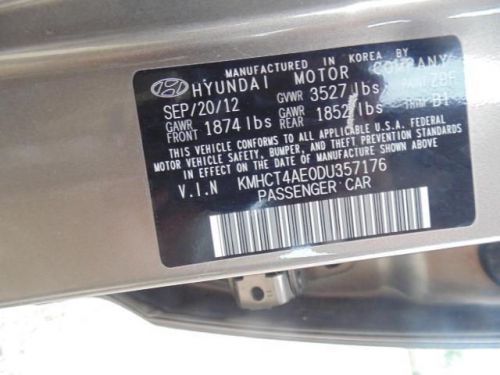 MANUFACTURED IN KOREA BY
HYUNDAI MOTOR COMPANY
SEP/20/12 GVWR 3527 lbs
GAWR FRONT 1874 lbs GAWR REAR 1852 lbs TRIM B1
THIS VEHICLE CONFORMS TO ALL APPLICABLE U.S.A. FEDERAL
MOTOR VEHICLE SAFETY, BUMPER, AND THEFT PREVENTION STANDARDS
IN EFFECT ON THE DATE OF MANUFACTURE SHOWN ABOVE.
V.I.N KMHCT4AE0DU357176
PASSENGER CAR